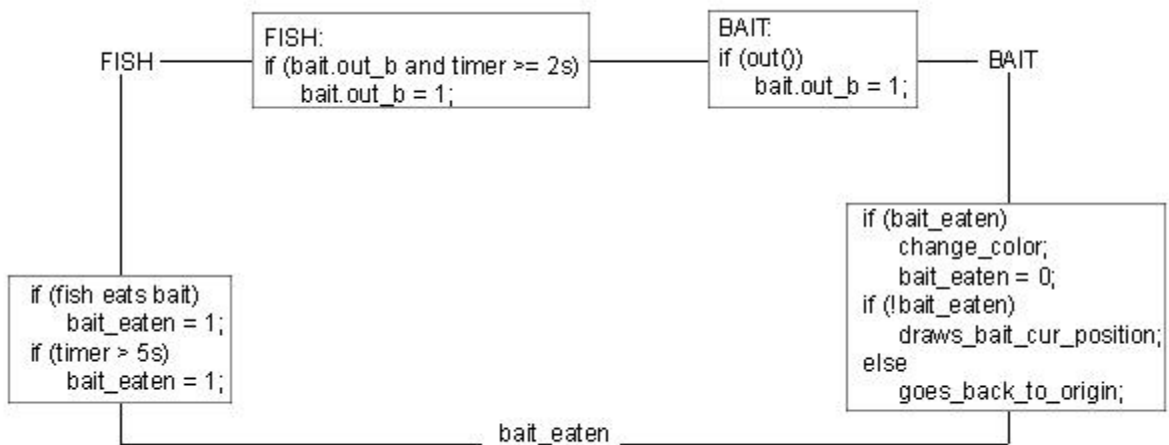 FISH
FISH:
if (bait.out_b and timer >= 2s)
bait.out_b = 1;
BAIT:
if (out())
bait.out_b = 1;
BAIT
if (fish eats bait)
bait_eaten = 1;
if (timer > 5s)
bait_eaten = 1;
if (bait_eaten)
change_color;
bait_eaten = 0;
if (!bait_eaten)
draws_bait_cur_position;
else
goes_back_to_origin;
bait_eaten